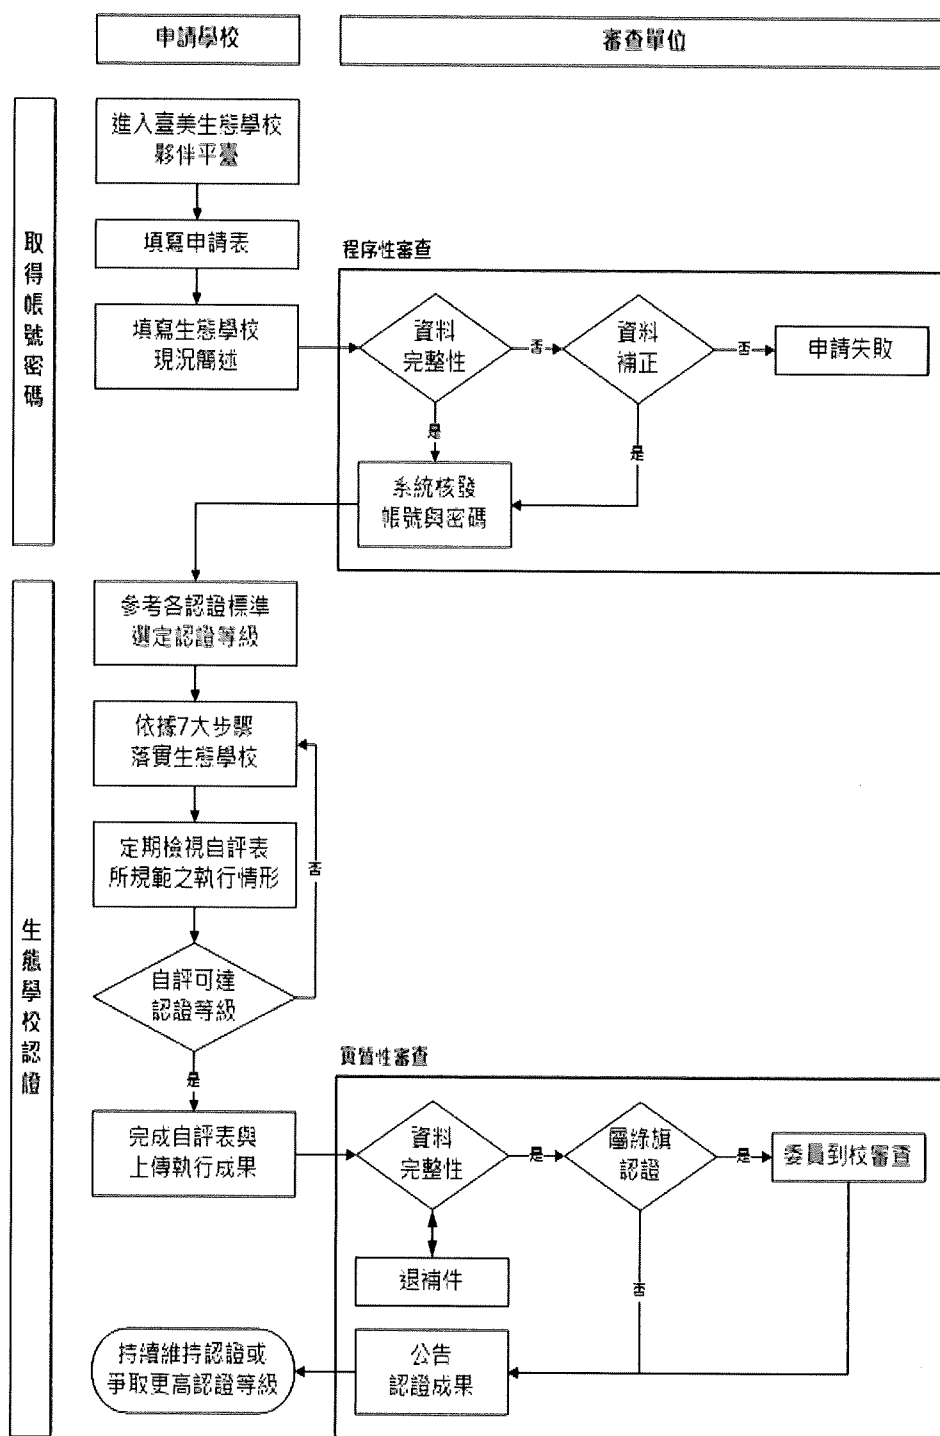 申請學校
審查單位
取得帳號密碼
進入臺美生態學校
夥伴平臺
填寫申請表
填寫生態學校
現況簡述
程序性審查
資料
完整性
否
資料
補正
否
申請失敗
是
是
系統核發
帳號與密碼
生態學校認證
參考各認證標準
選定認證等級
依據7大步驟
落實生態學校
定期檢視自評表
所規範之執行情形
否
自評可達
認證等級
是
完成自評表與
上傳執行成果
實質性審查
資料
完整性
是
屬綠旗
認證
是
委員到校審查
退補件
否
公告
認證成果
持續維持認證或
爭取更高認證等級